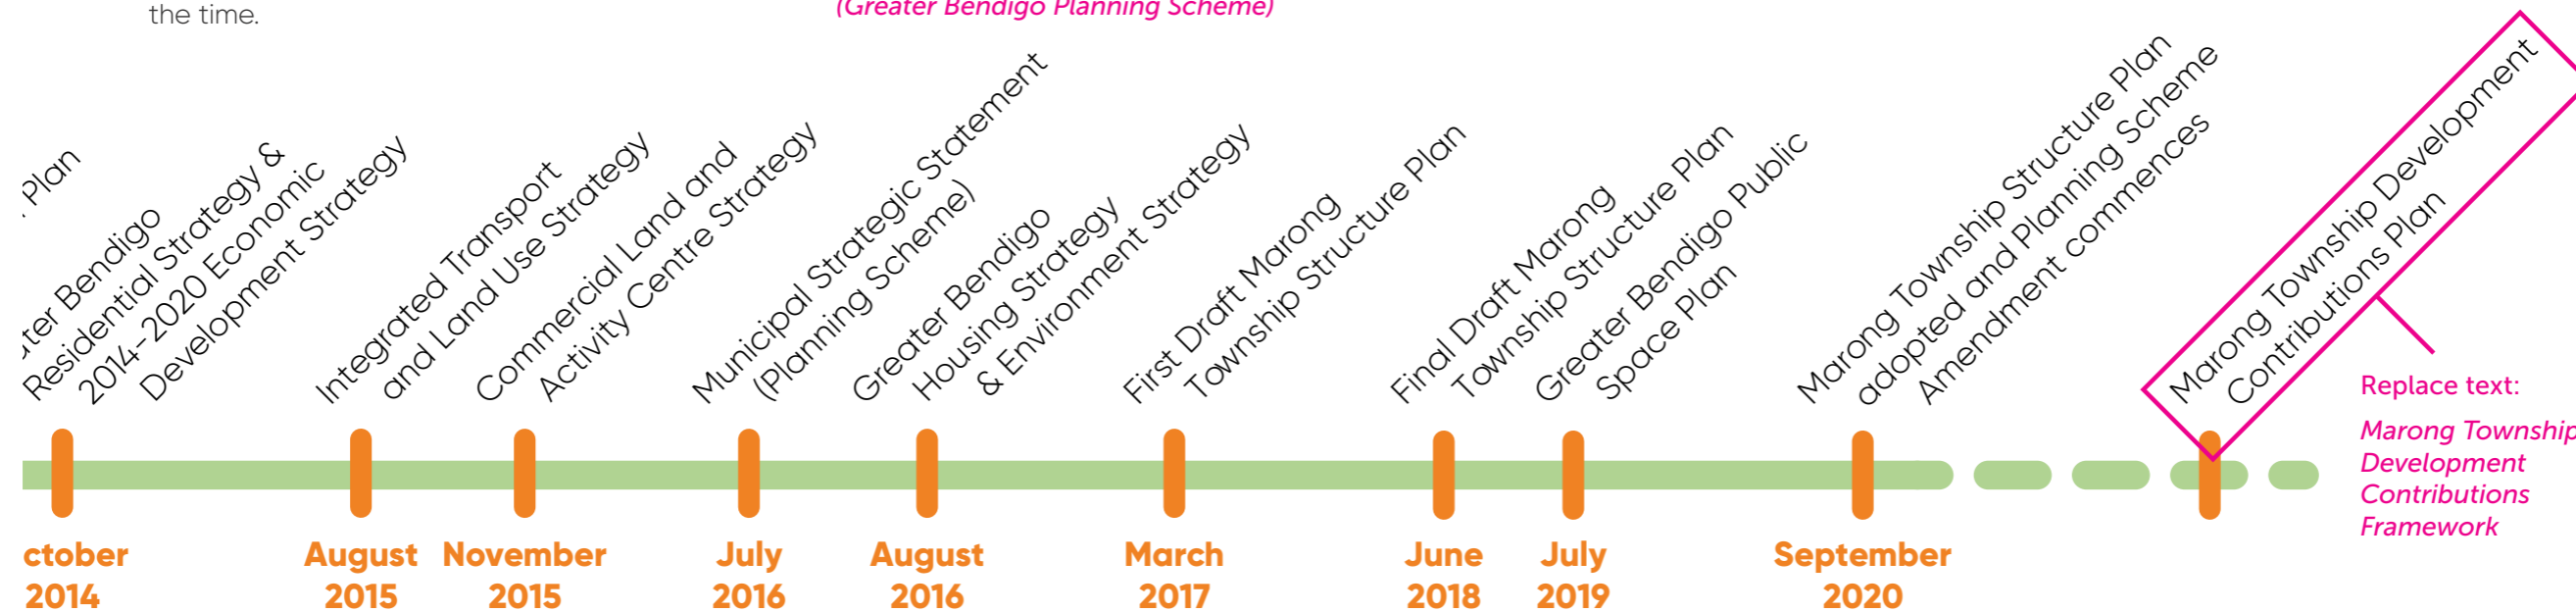 the time.
(Greater Bendigo Planning Scheme)
Plan
Bendigo
Residential Strategy &
2014–2020 Economic
Development Strategy
Integrated Transport
and Land Use Strategy
Commercial Land and
Activity Centre Strategy
Municipal Strategic Statement
(Planning Scheme)
Greater Bendigo
Housing Strategy
& Environment Strategy
First Draft Marong
Township Structure Plan
Final Draft Marong
Township Structure Plan
Greater Bendigo Public
Space Plan
Marong Township Structure Plan
adopted and Planning Scheme
Amendment commences
Marong Township Development
Contributions Plan
Replace text:
Marong Township
Development
Contributions
Framework
ctober
2014
August
2015
November
2015
July
2016
August
2016
March
2017
June
2018
July
2019
September
2020